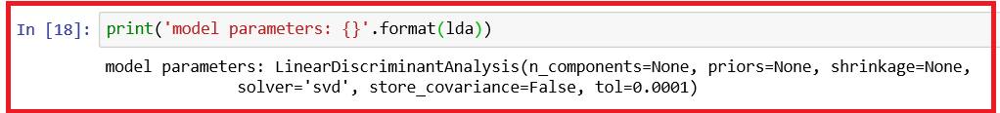 In [18]: print('model parameters: {}'.format(lda))
model parameters: LinearDiscriminantAnalysis(n_components=None, priors=None, shrinkage=None,
solver='svd', store_covariance=False, tol=0.0001)